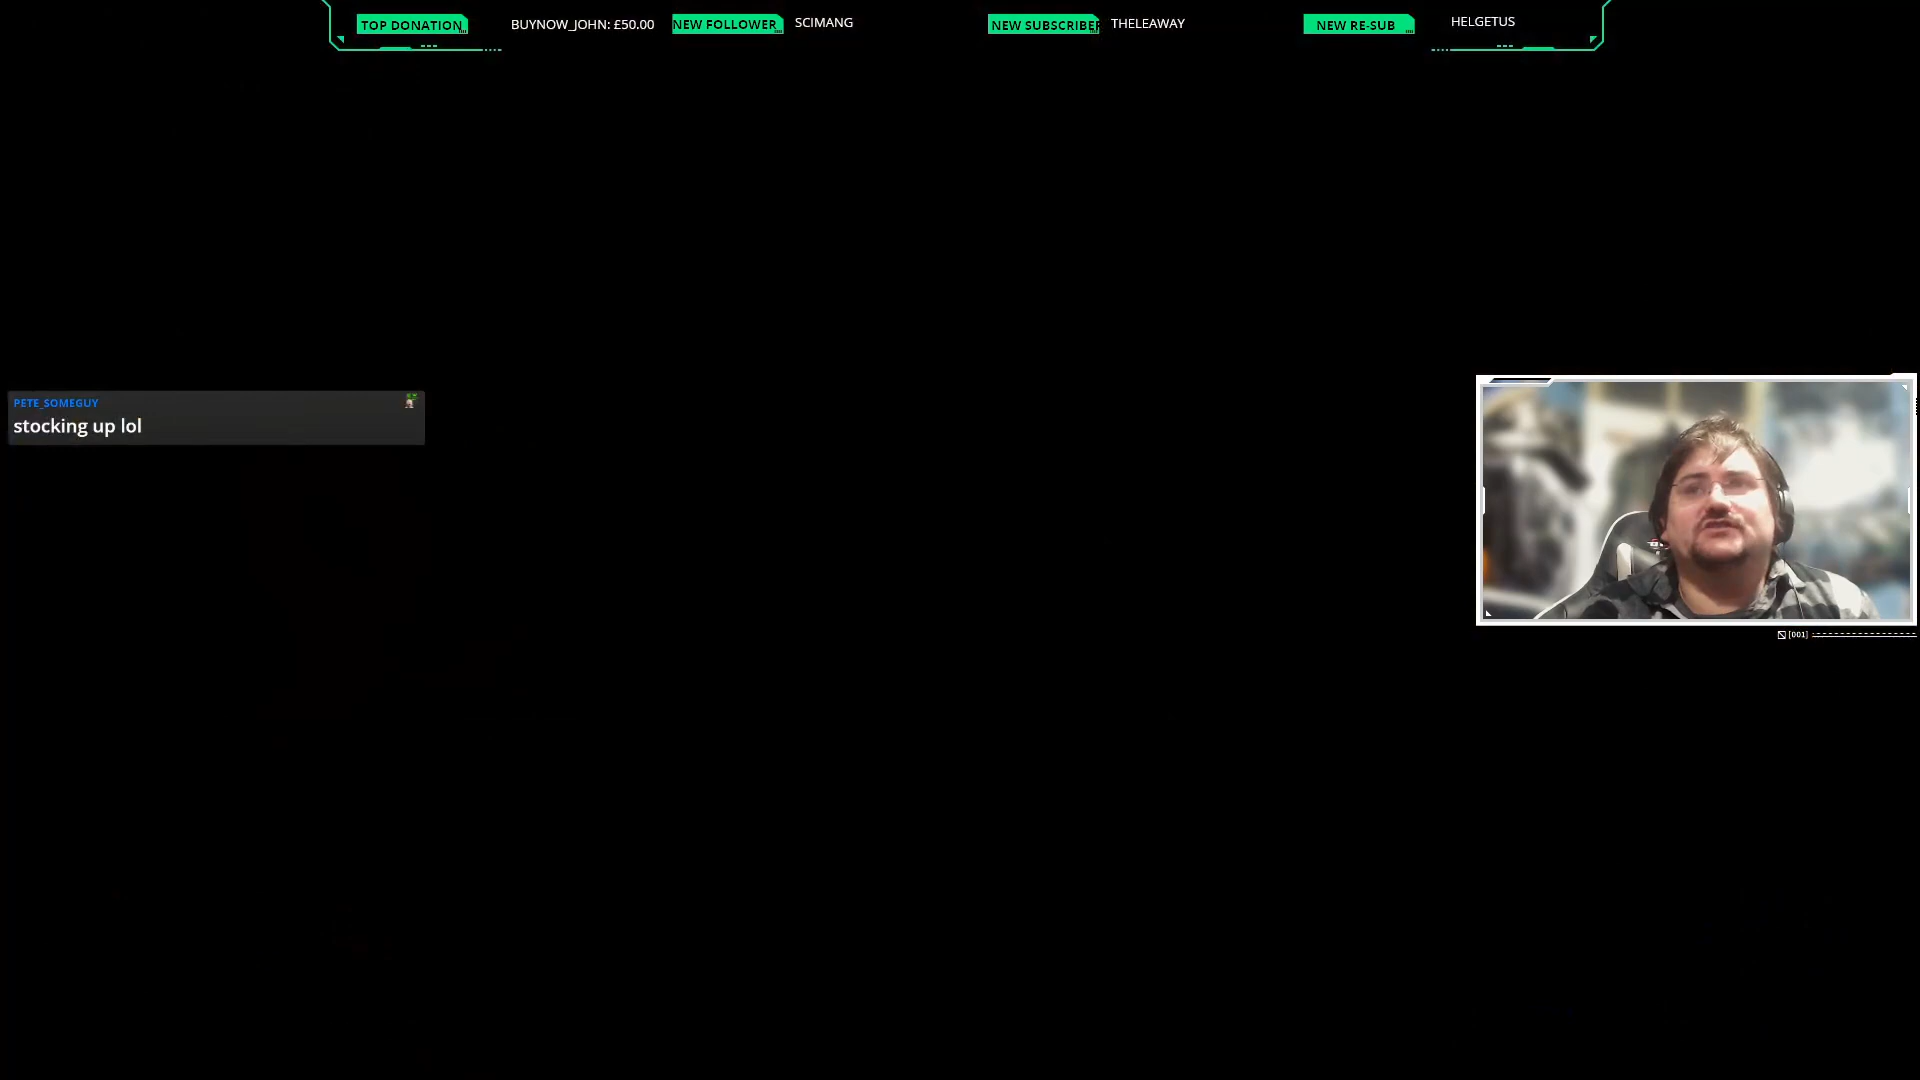 TOP DONATION BUYNOW_JOHN: £50.00 NEW FOLLOWER SCIMANG NEW SUBSCRIBER THELEAWAY NEW RE-SUB HELGETUS
PETE_SOMEGUY
stocking up lol
[001]